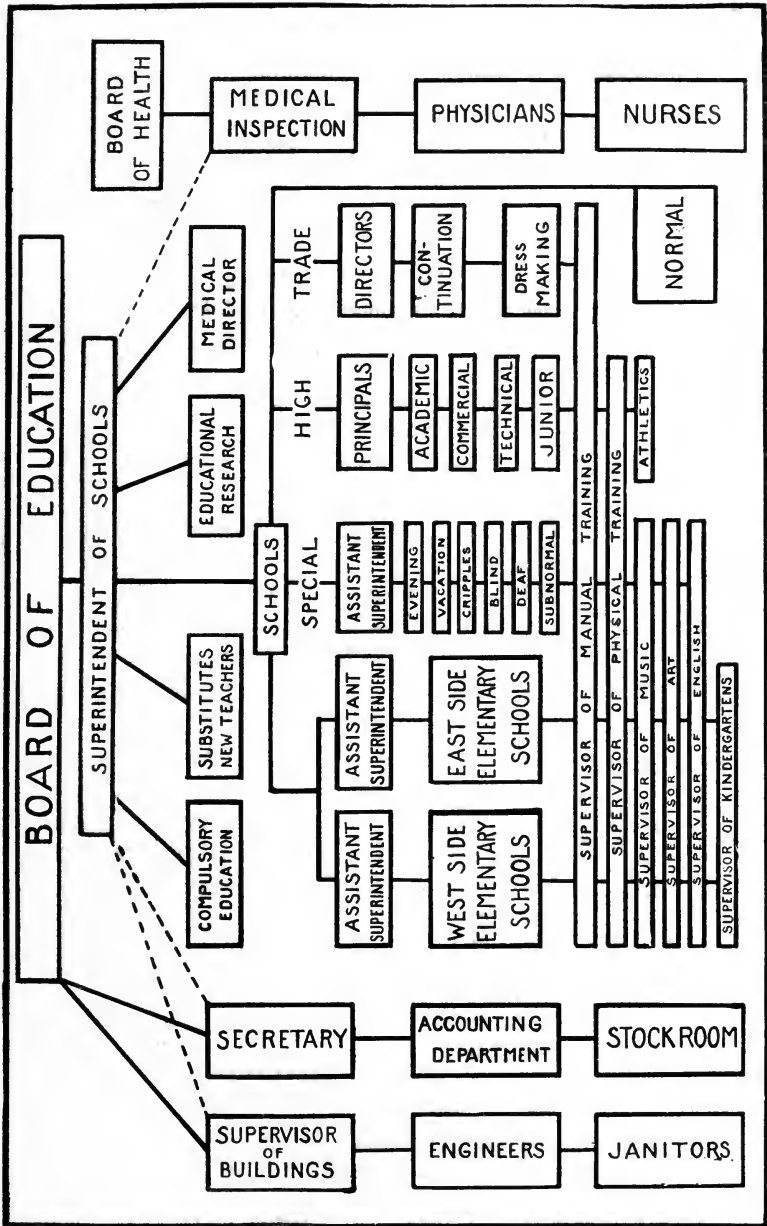 BOARD OF EDUCATION
SUPERINTENDENT OF SCHOOLS
BOARD
OF HEALTH
MEDICAL
INSPECTION
PHYSICIANS
NURSES
COMPULSORY
EDUCATION
SUBSTITUTES
NEW TEACHERS
EDUCATIONAL
RESEARCH
MEDICAL
DIRECTOR
SCHOOLS
SPECIAL
HIGH
TRADE
ASSISTANT
SUPERINTENDENT
ASSISTANT
SUPERINTENDENT
ASSISTANT
SUPERINTENDENT
PRINCIPALS
DIRECTORS
WEST SIDE
ELEMENTARY
SCHOOLS
EAST SIDE
ELEMENTARY
SCHOOLS
EVENING
VACATION
CRIPPLES
BLIND
DEAF
SUBNORMAL
ACADEMIC
COMMERCIAL
TECHNICAL
JUNIOR
CON-
TINUATION
DRESS
MAKING
SUPERVISOR OF MANUAL TRAINING
SUPERVISOR OF PHYSICAL TRAINING
SUPERVISOR OF MUSIC
ATHLETICS
SUPERVISOR OF ART
SUPERVISOR OF ENGLISH
SUPERVISOR OF KINDERGARTENS
NORMAL
SECRETARY
ACCOUNTING
DEPARTMENT
STOCKROOM
SUPERVISOR
OF
BUILDINGS
ENGINEERS
JANITORS